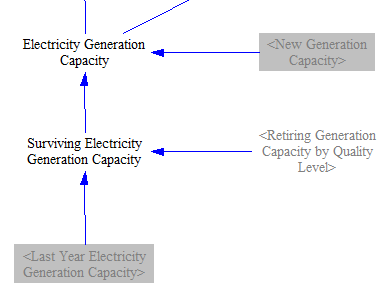 Electricity Generation
Capacity
<New Generation
Capacity>
Surviving Electricity
Generation Capacity
<Retiring Generation
Capacity by Quality
Level>
<Last Year Electricity
Generation Capacity>